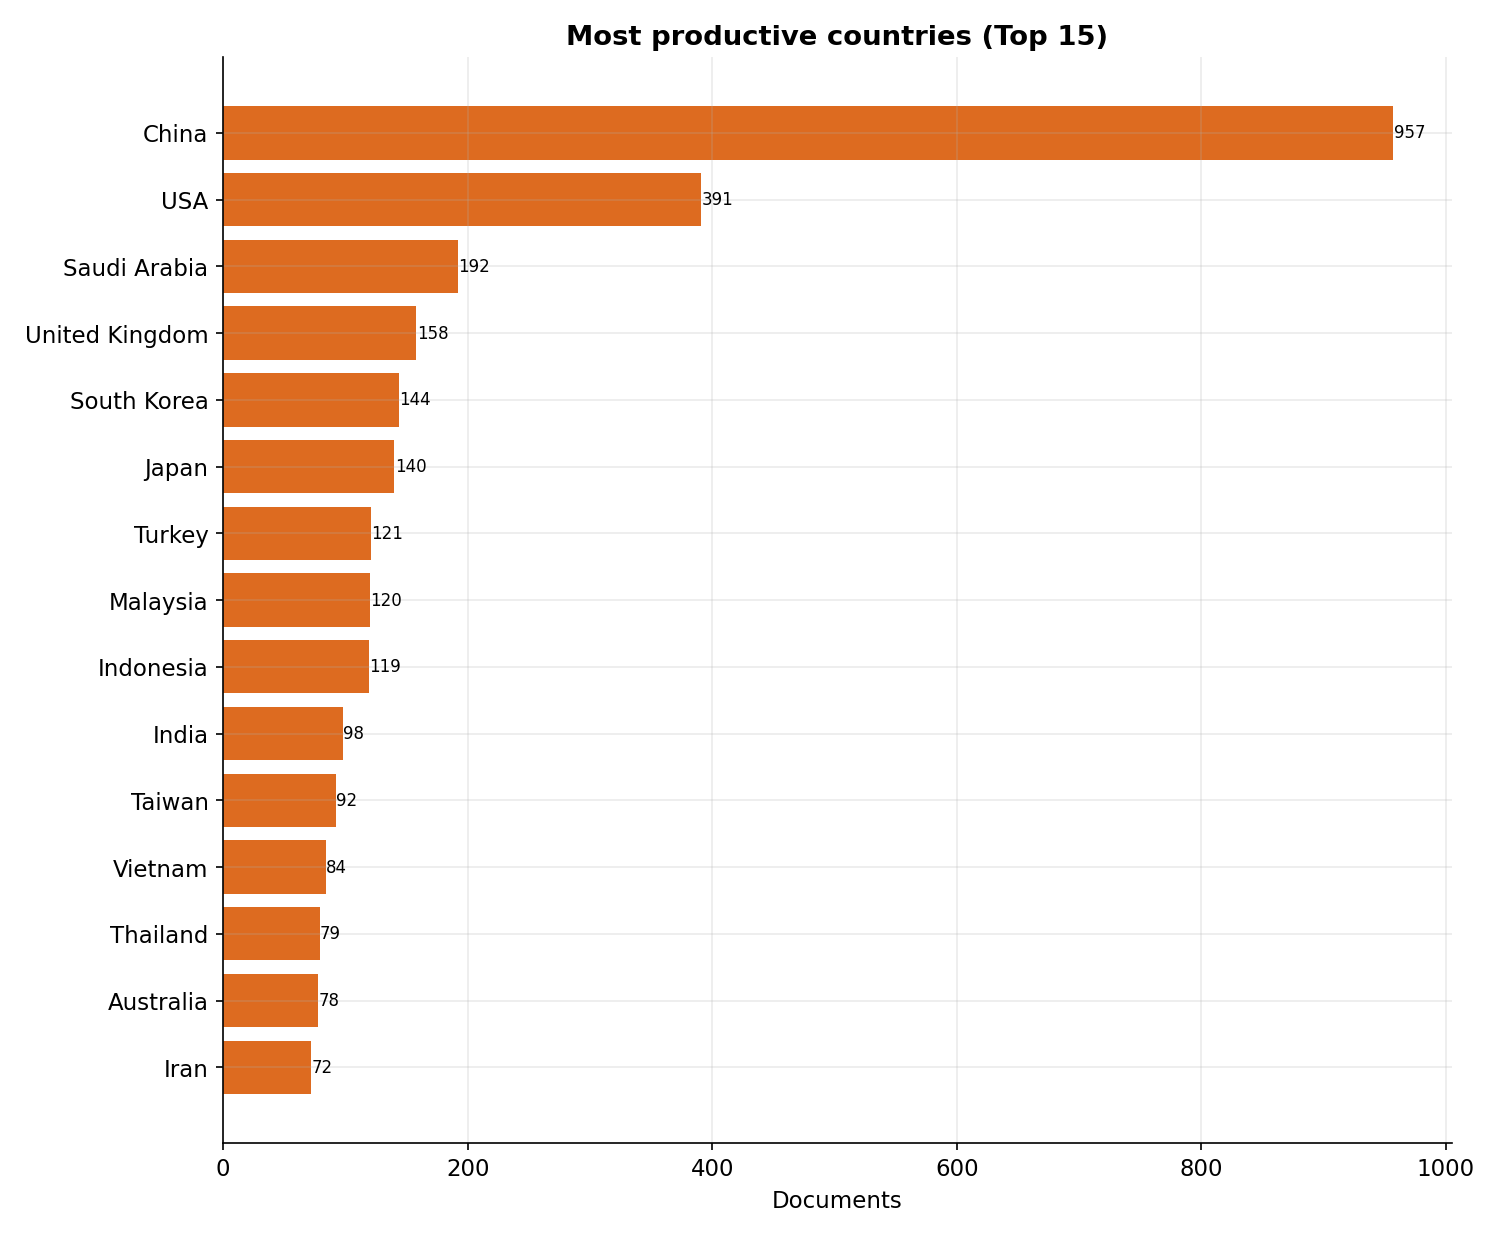 Most productive countries (Top 15)
China 957
USA 391
Saudi Arabia 192
United Kingdom 158
South Korea 144
Japan 140
Turkey 121
Malaysia 120
Indonesia 119
India 98
Taiwan 92
Vietnam 84
Thailand 79
Australia 78
Iran 72
0 200 400 600 800 1000
Documents